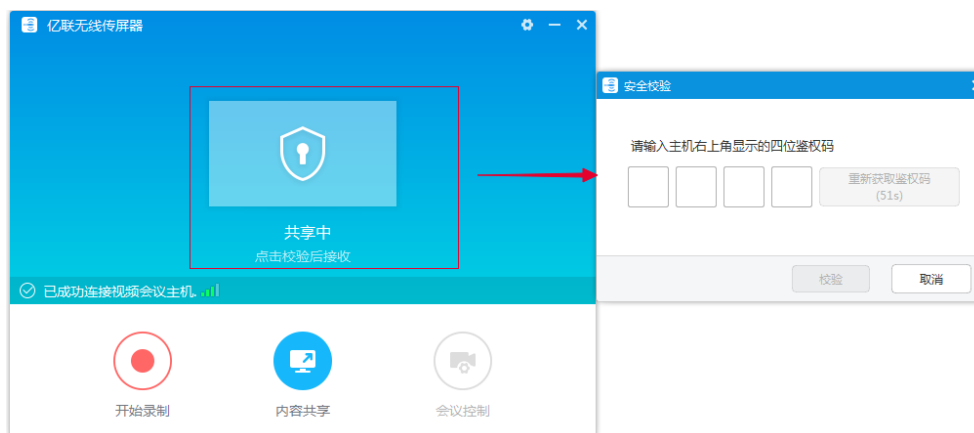 亿联无线传屏器
共享中
点击校验后接收
已成功连接视频会议主机
开始录制
内容共享
会议控制
安全校验
请输入主机右上角显示的四位鉴权码
重新获取鉴权码
(51s)
校验
取消